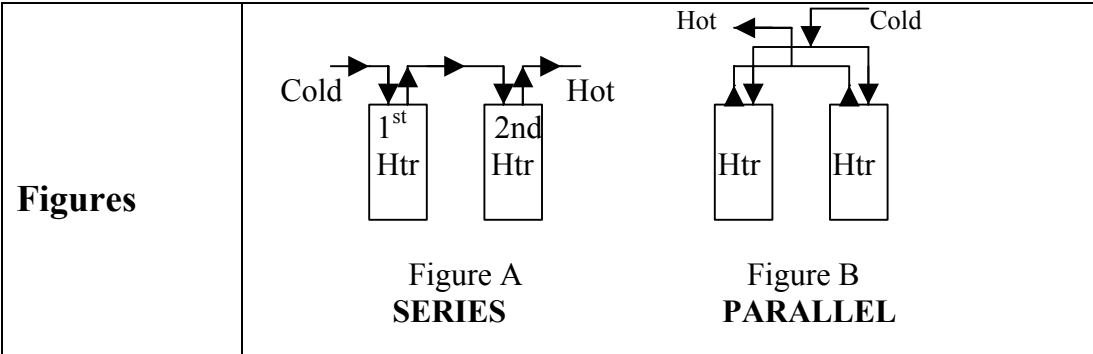 Figures
Cold
1st
Htr
2nd
Htr
Hot
Figure A
SERIES
Hot
Cold
Htr
Htr
Figure B
PARALLEL